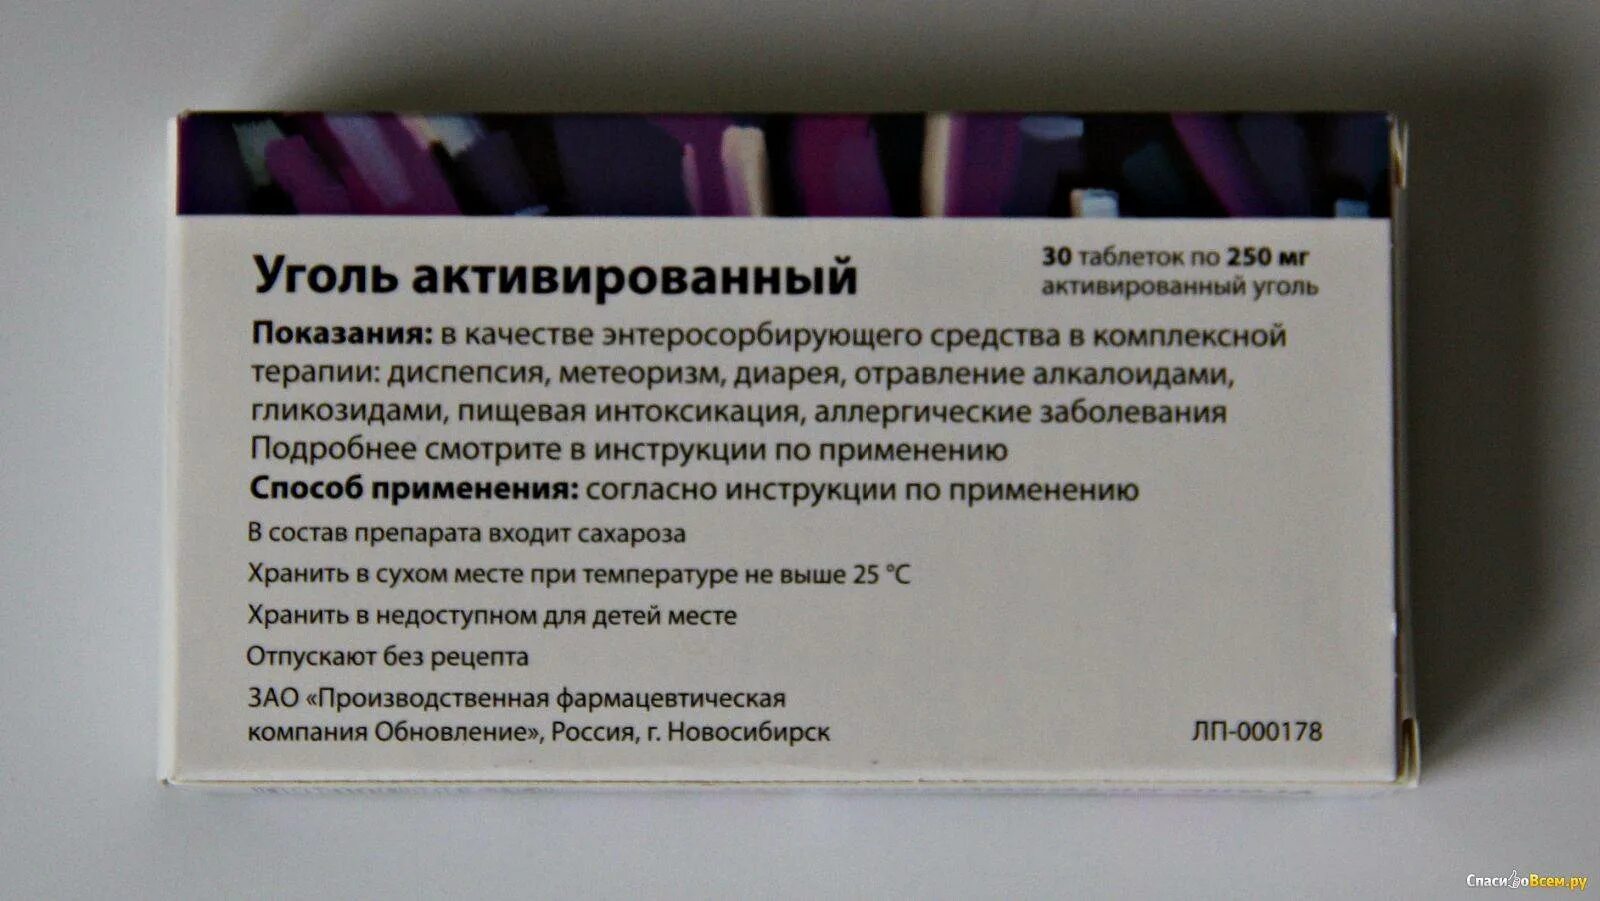 Уголь активированный
30 таблеток по 250 мг
активированный уголь
Показания: в качестве энтеросорбирующего средства в комплексной
терапии: диспепсия, метеоризм, диарея, отравление алкалоидами,
гликозидами, пищевая интоксикация, аллергические заболевания
Подробнее смотрите в инструкции по применению
Способ применения: согласно инструкции по применению
В состав препарата входит сахароза
Хранить в сухом месте при температуре не выше 25 °С
Хранить в недоступном для детей месте
Отпускают без рецепта
ЗАО «Производственная фармацевтическая
компания Обновление», Россия, г. Новосибирск
ЛП-000178
СпасибоВсем.ру